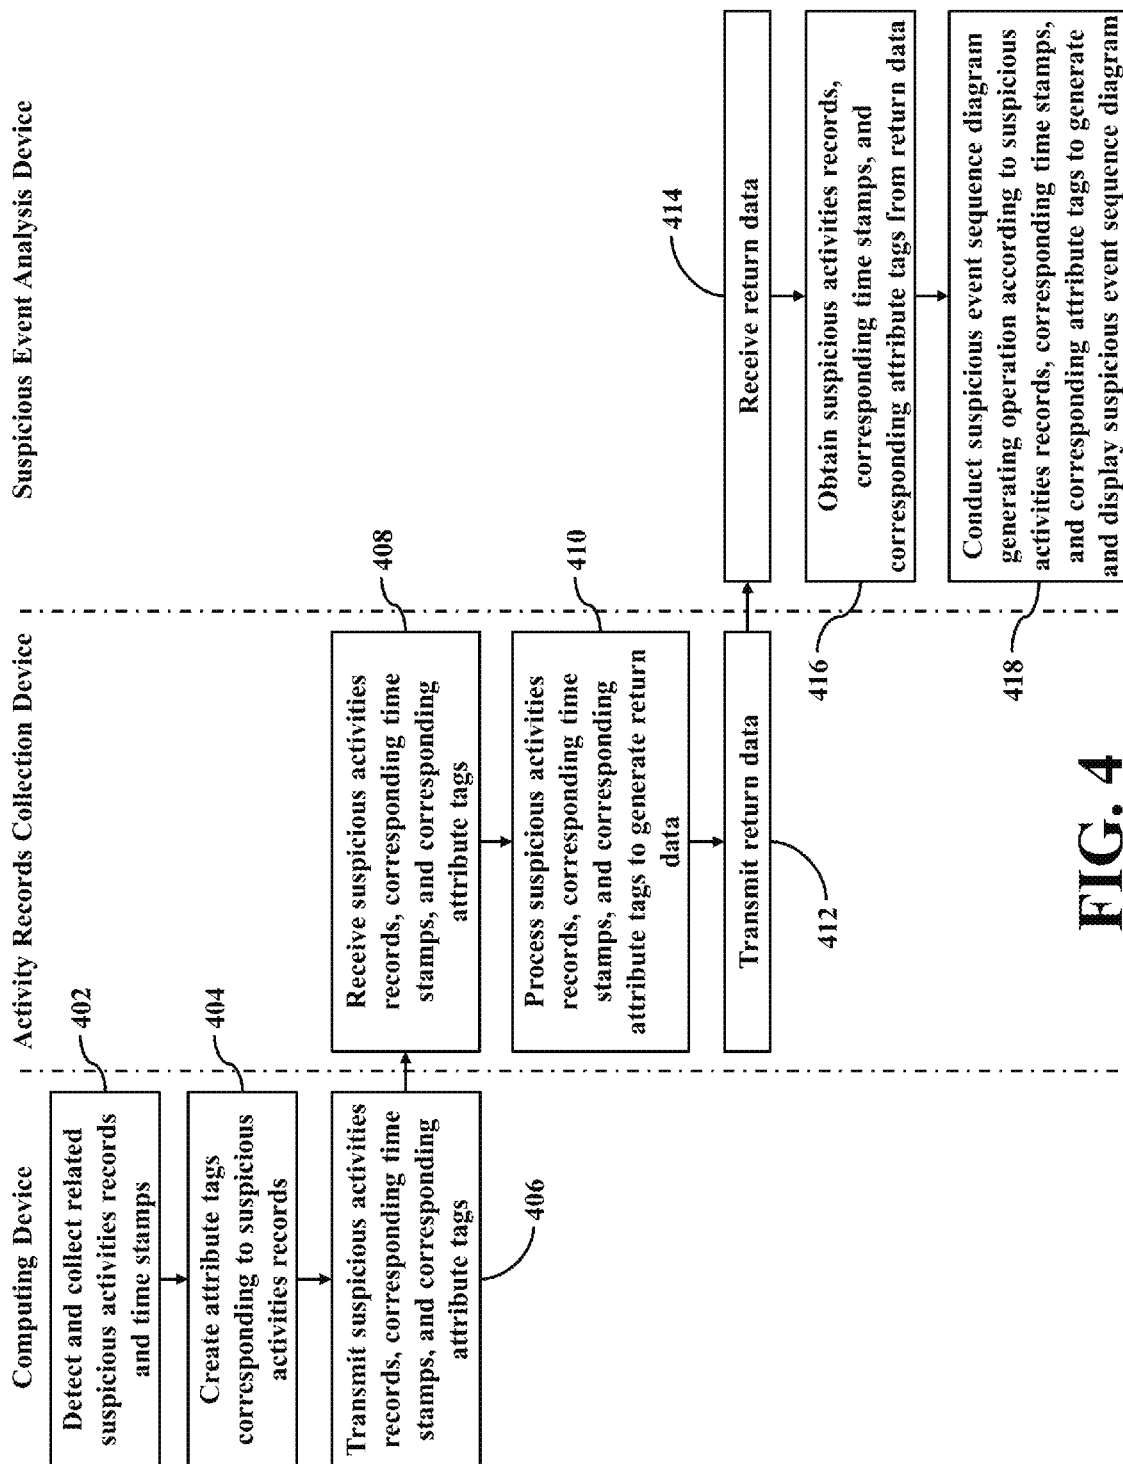 Computing Device
Activity Records Collection Device
Suspicious Event Analysis Device
402
Detect and collect related
suspicious activities records
and time stamps
404
Create attribute tags
corresponding to suspicious
activities records
Transmit suspicious activities
records, corresponding time
stamps, and corresponding
attribute tags
406
408
Receive suspicious activities
records, corresponding time
stamps, and corresponding
attribute tags
410
Process suspicious activities
records, corresponding time
stamps, and corresponding
attribute tags to generate return
data
Transmit return data
412
414
Receive return data
Obtain suspicious activities records,
corresponding time stamps, and
corresponding attribute tags from return data
416
Conduct suspicious event sequence diagram
generating operation according to suspicious
activities records, corresponding time stamps,
and corresponding attribute tags to generate
and display suspicious event sequence diagram
418
FIG. 4